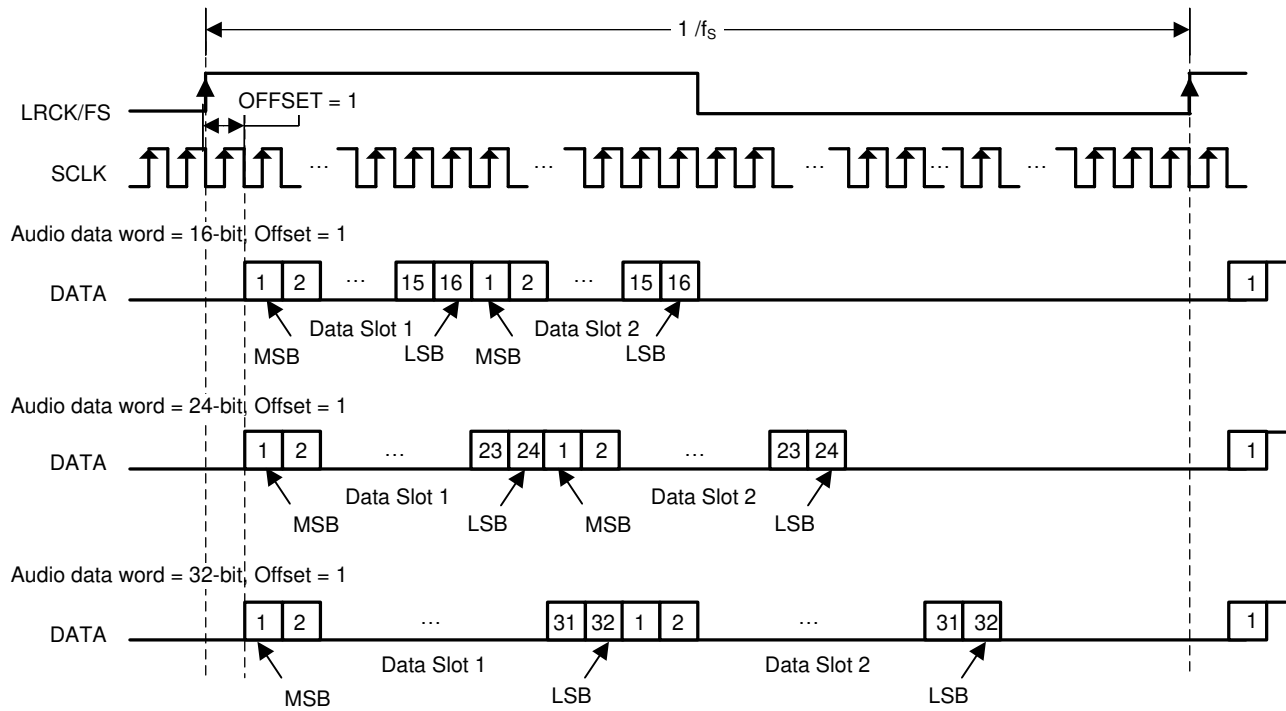 1 /fS
LRCK/FS
OFFSET = 1
SCLK
... ... ... ... ...
Audio data word = 16-bit, Offset = 1
DATA
1 2 ... 15 16 1 2 ... 15 16 1
Data Slot 1 Data Slot 2
MSB LSB MSB LSB
Audio data word = 24-bit, Offset = 1
DATA
1 2 ... 23 24 1 2 ... 23 24 1
Data Slot 1 Data Slot 2
MSB LSB MSB LSB
Audio data word = 32-bit, Offset = 1
DATA
1 2 ... 31 32 1 2 ... 31 32 1
Data Slot 1 Data Slot 2
MSB LSB LSB